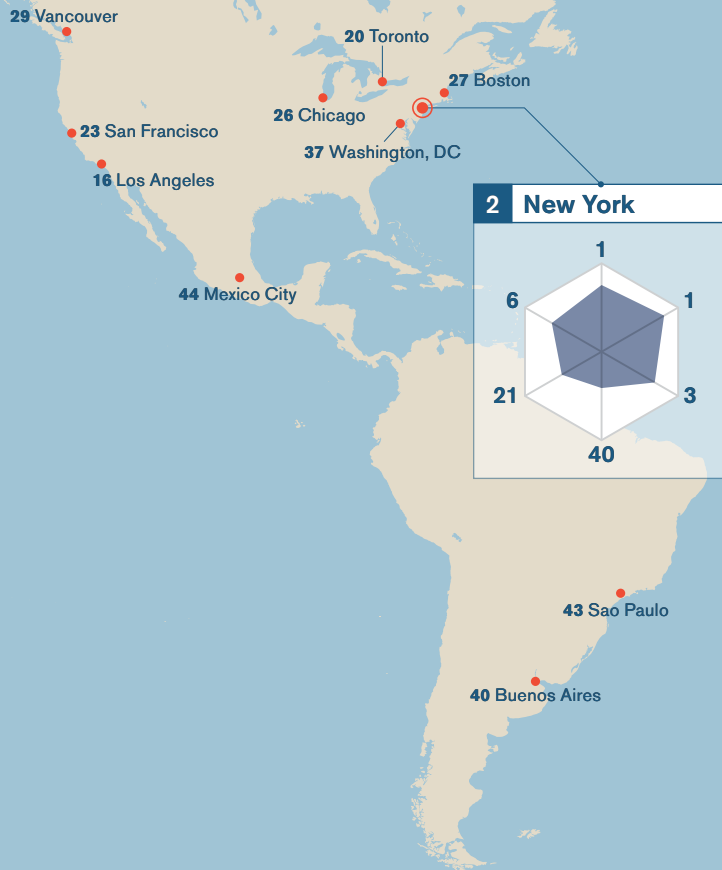 29 Vancouver
20 Toronto
27 Boston
26 Chicago
23 San Francisco
37 Washington, DC
16 Los Angeles
2 New York
1
6 1
44 Mexico City
21 3
40
43 Sao Paulo
40 Buenos Aires